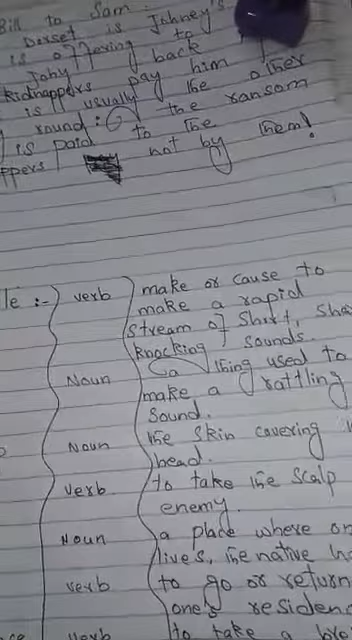 Bill to Sam.
Dorset is Johney's
is offering to
Johy back
kidnappers pay him
is usually the other
round: the ransom
is paid to the
ppers not by them!
le :- verb make or cause to
make a rapid
stream of short, sha
knocking sounds.
Noun a thing used to
make a rattling
sound.
Noun the skin covering
head.
verb to take the scalp
enemy.
Noun a place where on
lives, the native
verb to go or return
one's residen
verb to take a